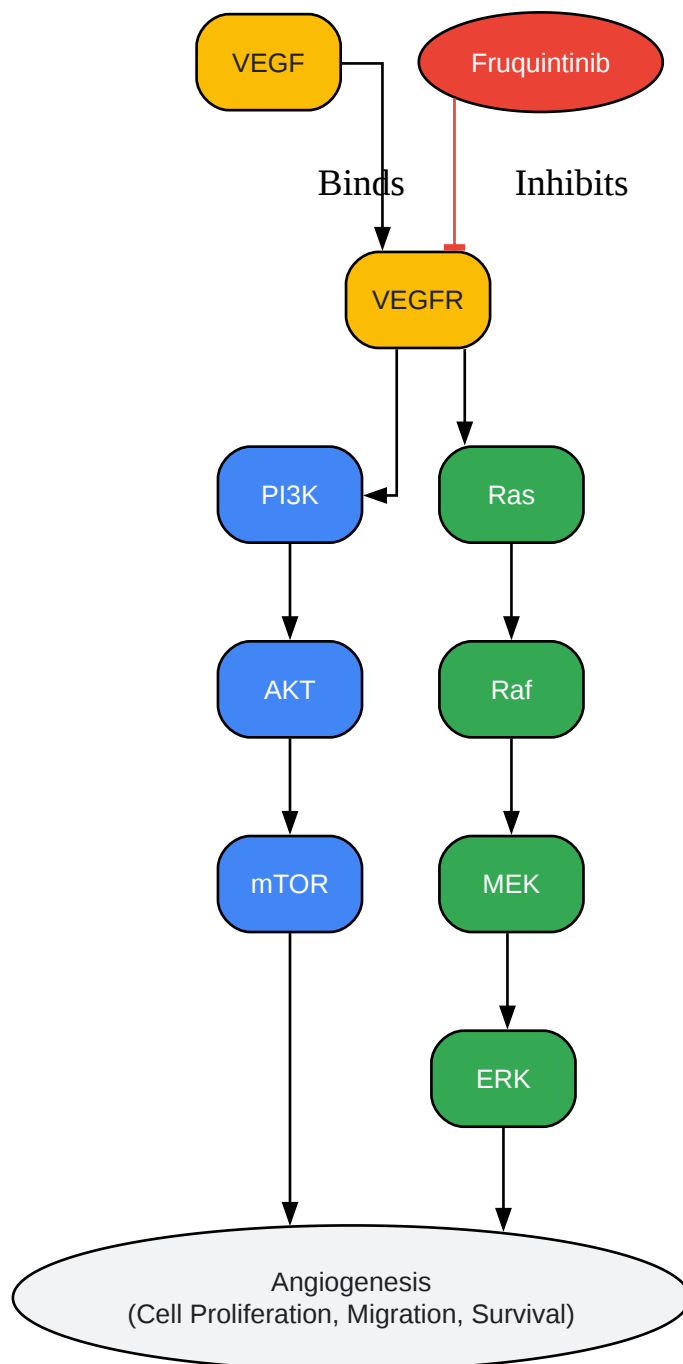 VEGF
Fruquintinib
Binds
Inhibits
VEGFR
PI3K
Ras
AKT
Raf
mTOR
MEK
ERK
Angiogenesis
(Cell Proliferation, Migration, Survival)